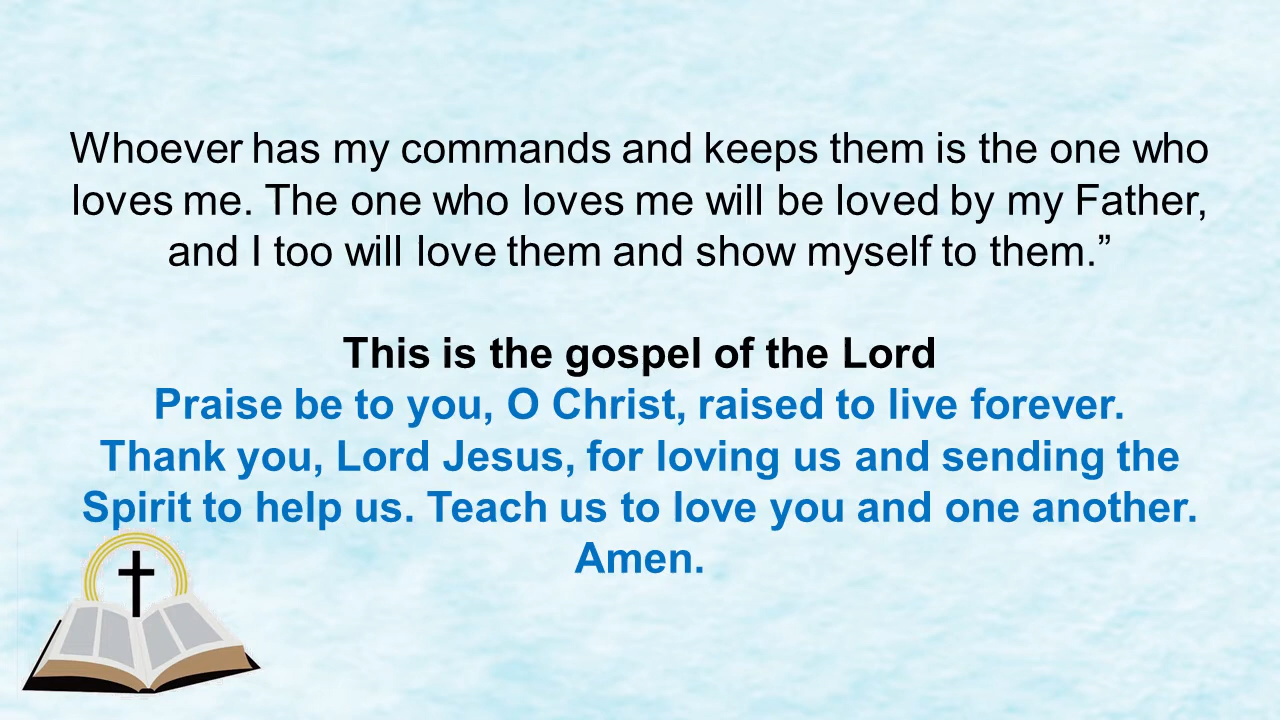 Whoever has my commands and keeps them is the one who
loves me. The one who loves me will be loved by my Father,
and I too will love them and show myself to them.”
This is the gospel of the Lord
Praise be to you, O Christ, raised to live forever.
Thank you, Lord Jesus, for loving us and sending the
Spirit to help us. Teach us to love you and one another.
Amen.